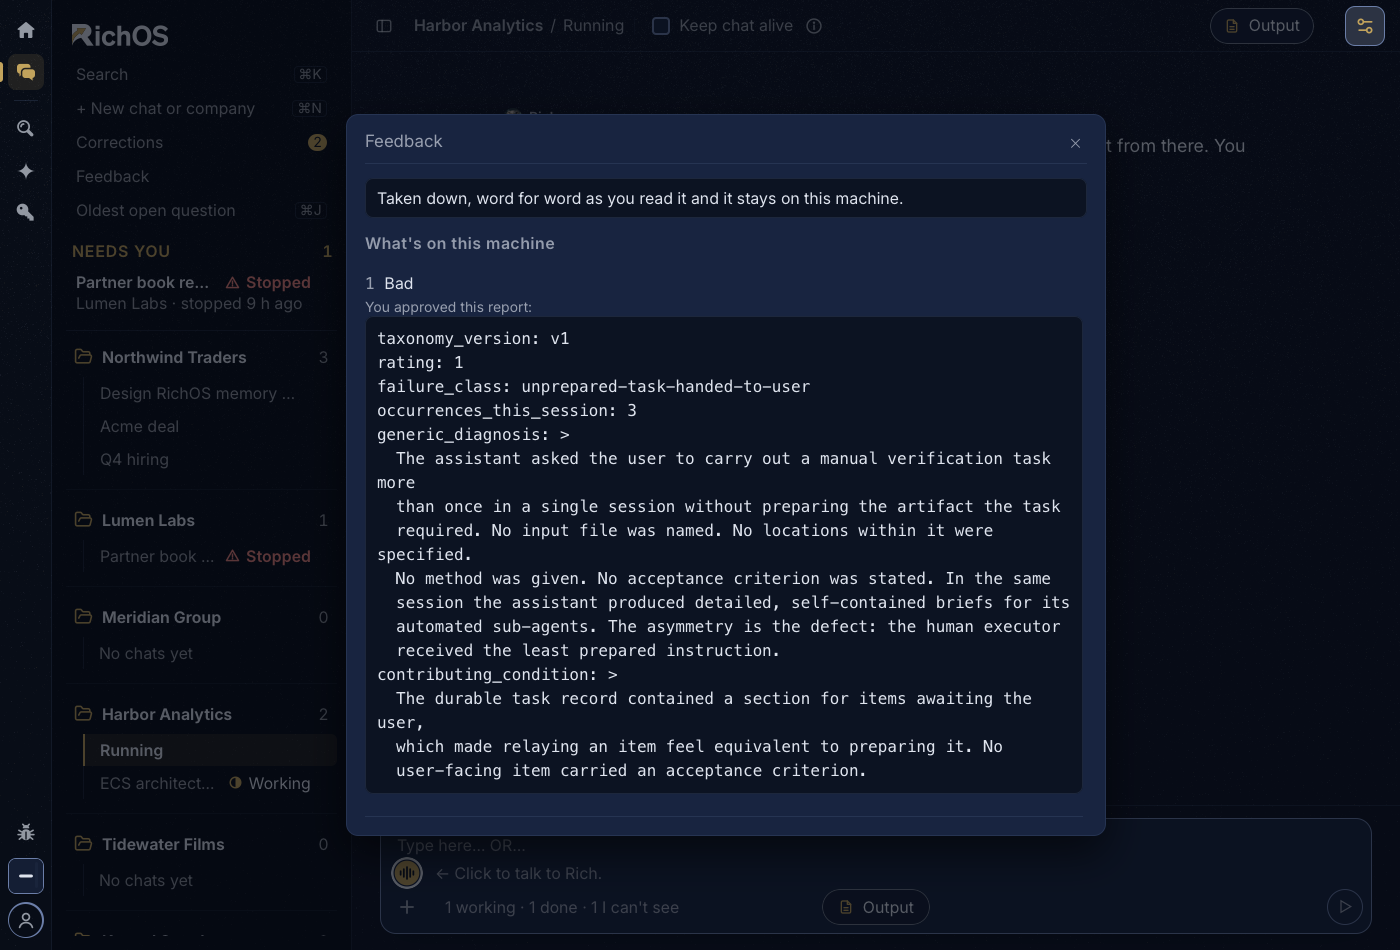 RichOS
Search ⌘K
+ New chat or company ⌘N
Corrections 2
Feedback
Oldest open question ⌘J
NEEDS YOU 1
Partner book re... Stopped
Lumen Labs · stopped 9 h ago
Northwind Traders 3
Design RichOS memory ...
Acme deal
Q4 hiring
Lumen Labs 1
Partner book ... Stopped
Meridian Group 0
No chats yet
Harbor Analytics 2
Running
ECS architect... Working
Tidewater Films 0
No chats yet
Harbor Analytics / Running Keep chat alive Output
t from there. You
Feedback ×
Taken down, word for word as you read it and it stays on this machine.
What's on this machine
1 Bad
You approved this report:
taxonomy_version: v1
rating: 1
failure_class: unprepared-task-handed-to-user
occurrences_this_session: 3
generic_diagnosis: >
The assistant asked the user to carry out a manual verification task
more
than once in a single session without preparing the artifact the task
required. No input file was named. No locations within it were
specified.
No method was given. No acceptance criterion was stated. In the same
session the assistant produced detailed, self-contained briefs for its
automated sub-agents. The asymmetry is the defect: the human executor
received the least prepared instruction.
contributing_condition: >
The durable task record contained a section for items awaiting the
user,
which made relaying an item feel equivalent to preparing it. No
user-facing item carried an acceptance criterion.
Type here... OR...
← Click to talk to Rich.
1 working · 1 done · 1 I can't see Output